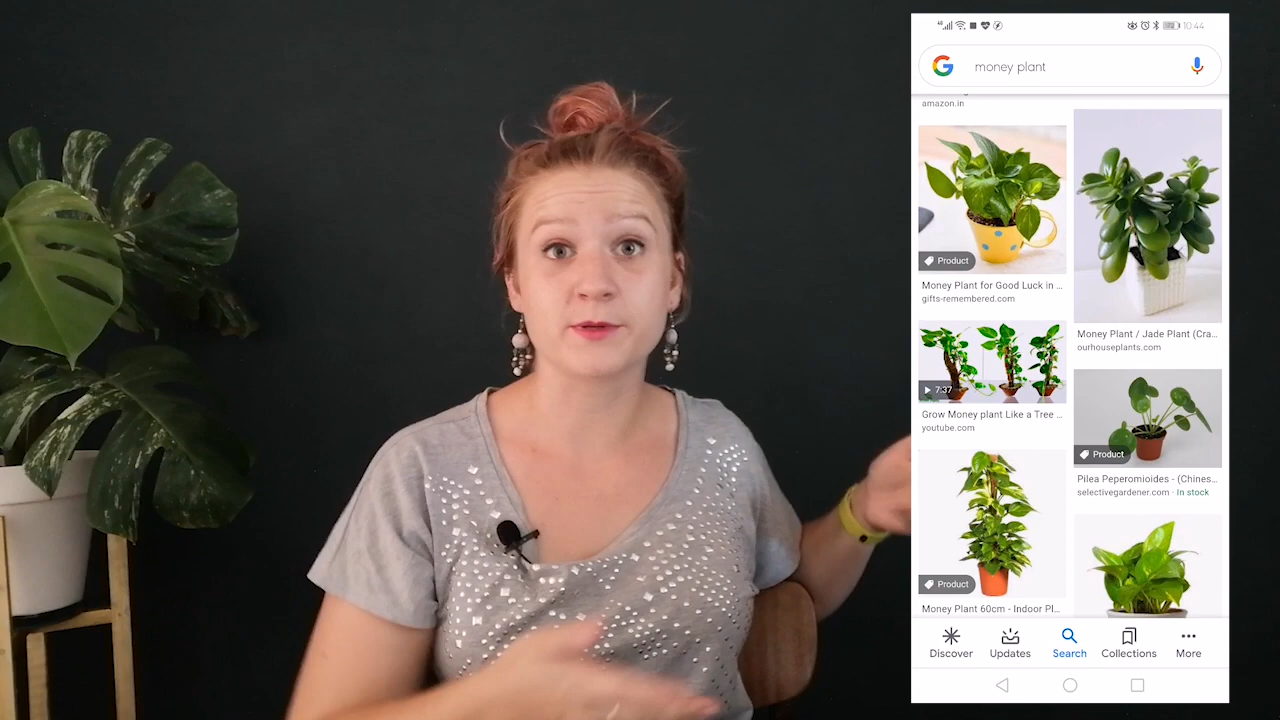 10:44
money plant
amazon.in
Product
Money Plant for Good Luck in ...
gifts-remembered.com
7:37
Grow Money plant Like a Tree ...
youtube.com
Product
Money Plant 60cm - Indoor Pl...
Money Plant / Jade Plant (Cra...
ourhouseplants.com
Product
Pilea Peperomioides - (Chines...
selectivegardener.com · In stock
Discover Updates Search Collections More